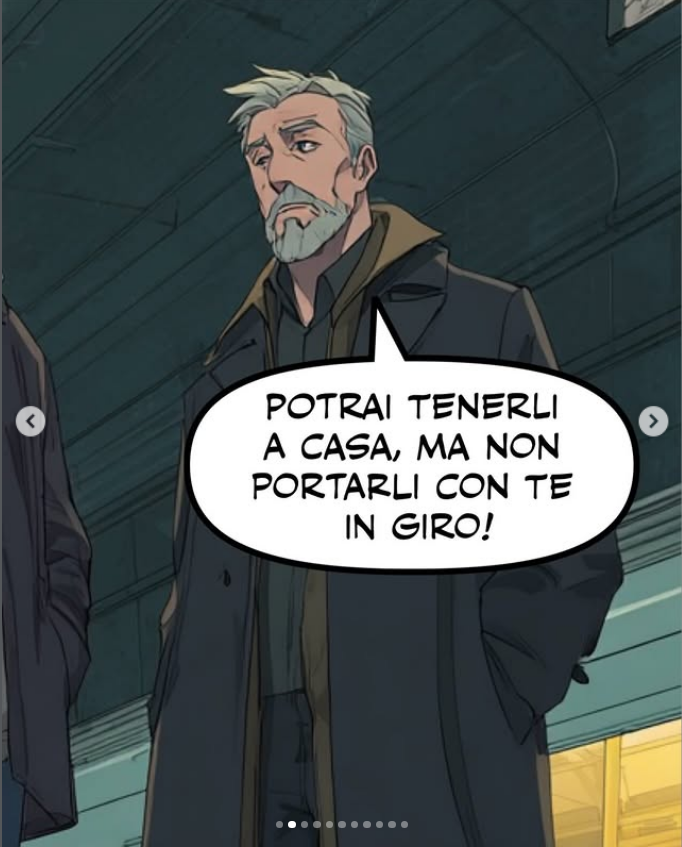 POTRAI TENERLI
A CASA, MA NON
PORTARLI CON TE
IN GIRO!